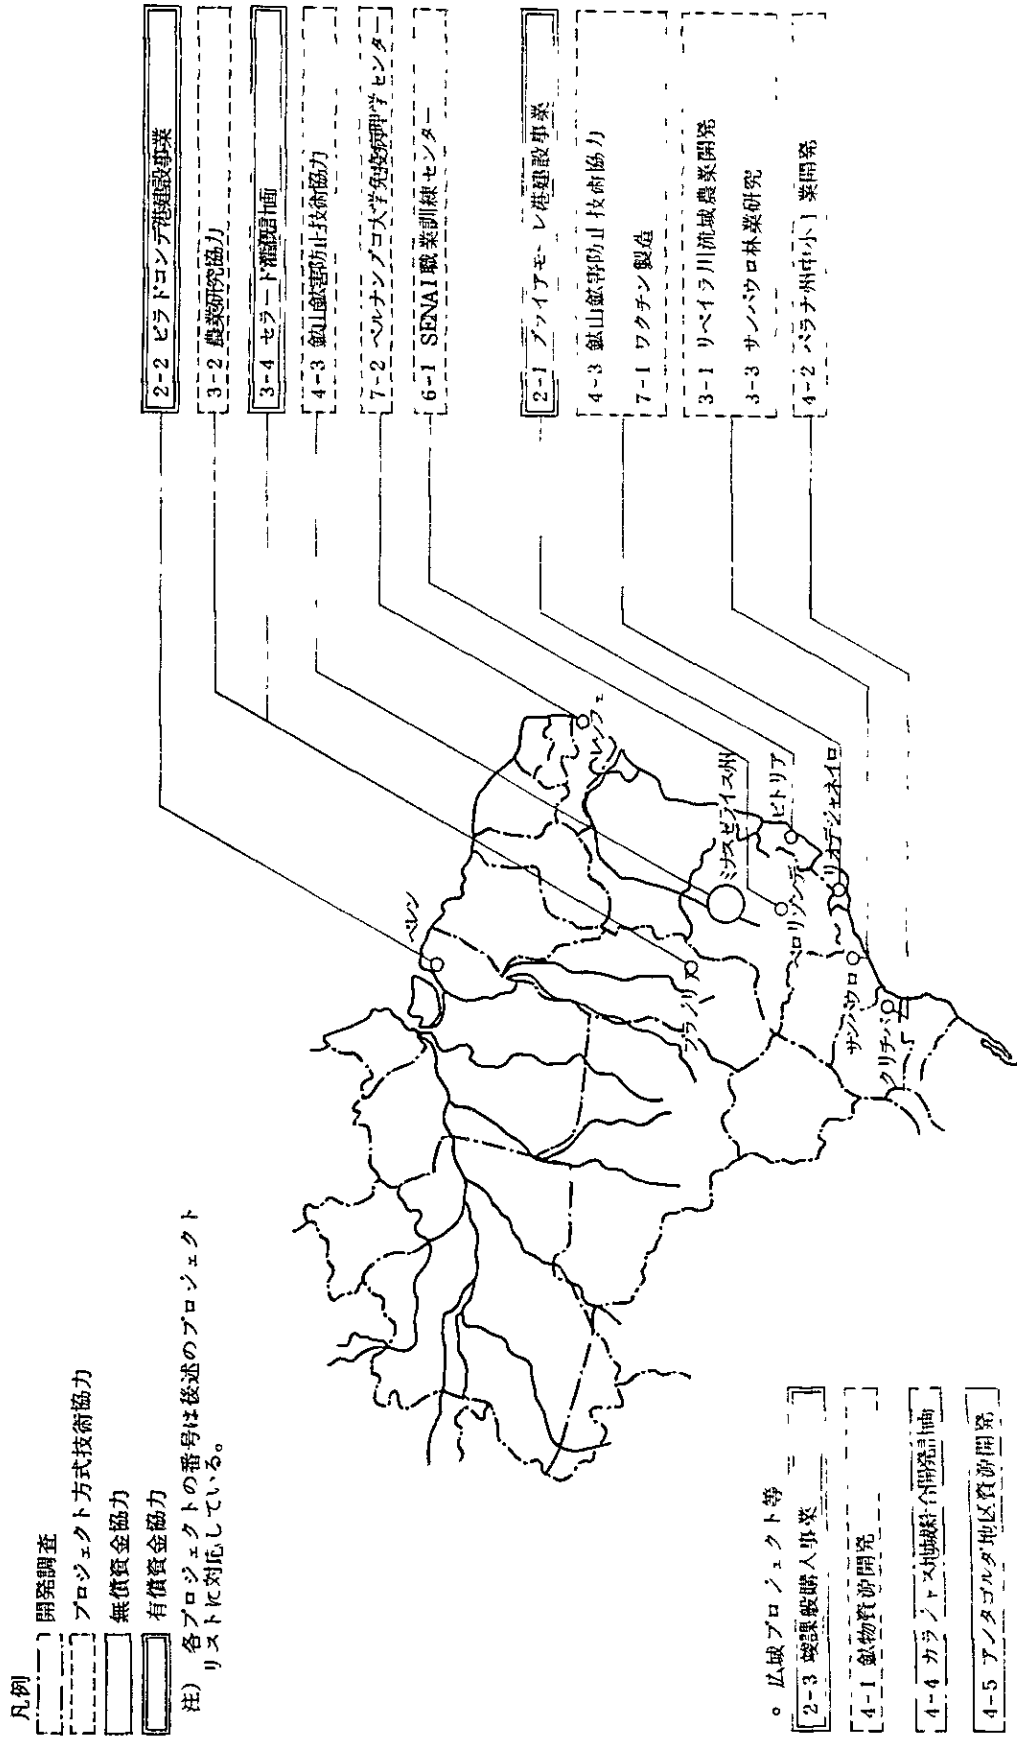 凡例
開発調査
プロジェクト方式技術協力
無償資金協力
有償資金協力
注) 各プロジェクトの番号は後述のプロジェクト
リストに対応している。
2-2 ビラドコンデ港建設事業
3-2 農業研究協力
3-4 セラード灌漑計画
4-3 鉱山鉱害防止技術協力
7-2 ペルナンブコ大学免疫病理学センター
6-1 SENAI職業訓練センター
2-1 プライアモーレ港建設事業
4-3 鉱山鉱害防止技術協力
7-1 ワクチン製造
3-1 リベイラ川流域農業開発
3-3 サンパウロ林業研究
4-2 パラナ州中小工業開発
ベレン
レシフェ
ブラジリア
ミナスゼライス州
ビトリア
ベロリゾンテ
リオデジャネイロ
サンパウロ
クリチバ
。広域プロジェクト等
2-3 浚渫船購入事業
4-1 鉱物資源開発
4-4 カラジャス地域総合開発計画
4-5 アンタゴルダ地区資源開発